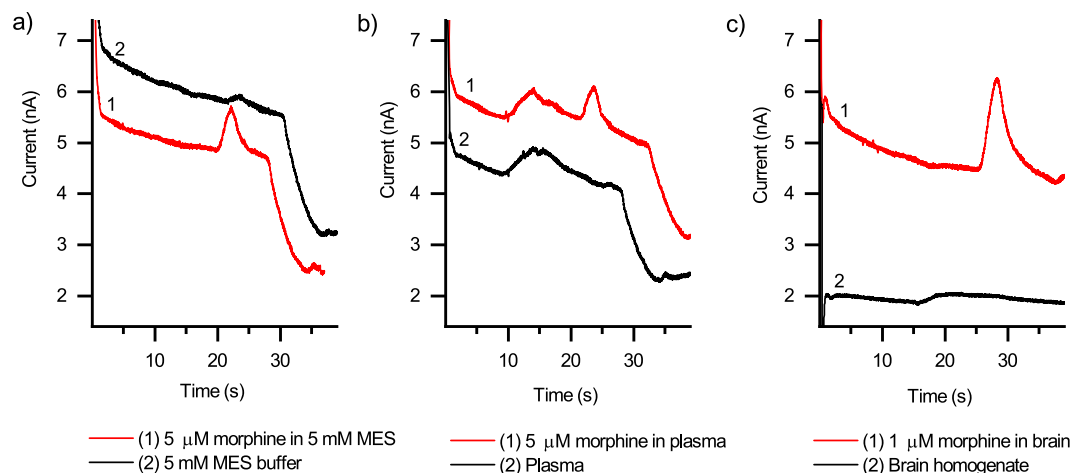 a)
7
6
5
4
3
2
Current (nA)
2
1
10
20
30
Time (s)
(1) 5 μM morphine in 5 mM MES
(2) 5 mM MES buffer
b)
7
6
5
4
3
2
Current (nA)
1
2
10
20
30
Time (s)
(1) 5 μM morphine in plasma
(2) Plasma
c)
7
6
5
4
3
2
Current (nA)
1
2
10
20
30
Time (s)
(1) 1 μM morphine in brain
(2) Brain homogenate